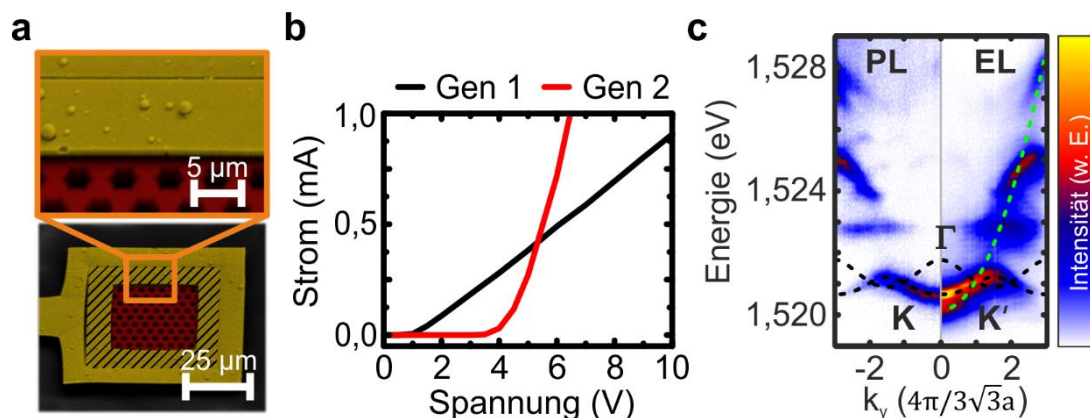 a
5 µm
25 µm
b
Gen 1 Gen 2
Strom (mA)
1,0
0,5
0,0
0 2 4 6 8 10
Spannung (V)
c
PL EL
Energie (eV)
1,528
1,524
1,520
Γ
K K′
-2 0 2
k_y (4π/3√3a)
Intensität (w. E.)